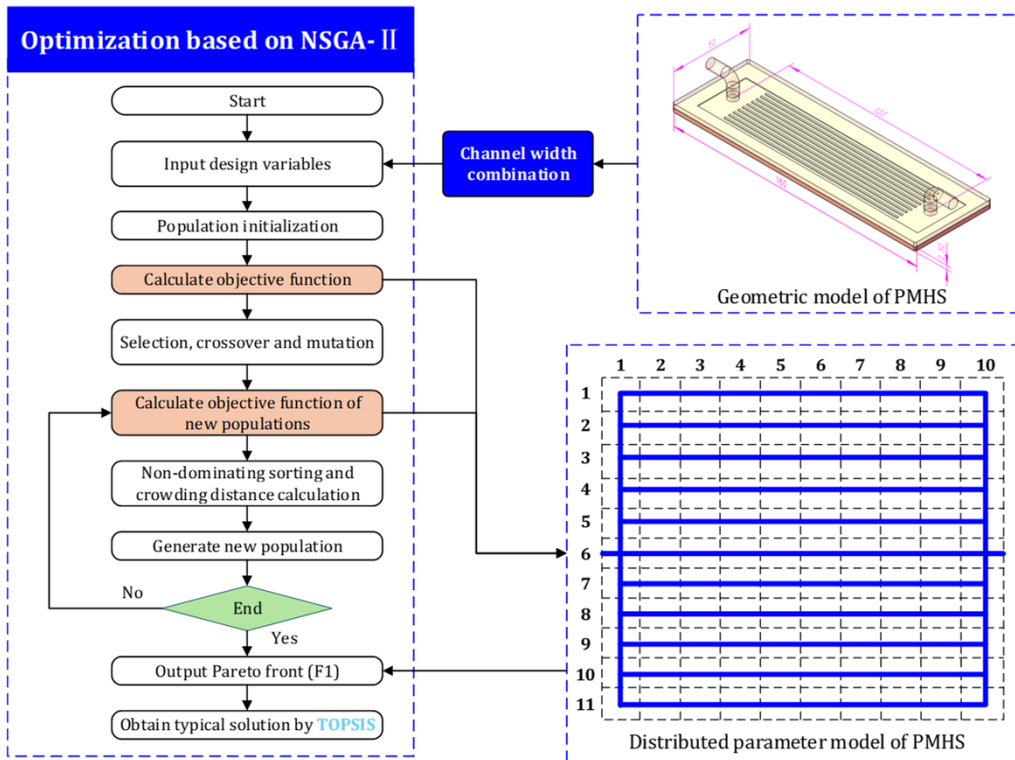 Optimization based on NSGA-Ⅱ
Start
Input design variables
Population initialization
Calculate objective function
Selection, crossover and mutation
Calculate objective function of
new populations
Non-dominating sorting and
crowding distance calculation
Generate new population
No
End
Yes
Output Pareto front (F1)
Obtain typical solution by TOPSIS
Channel width
combination
120
160
Geometric model of PMHS
1 2 3 4 5 6 7 8 9 10
1
2
3
4
5
6
7
8
9
10
11
Distributed parameter model of PMHS